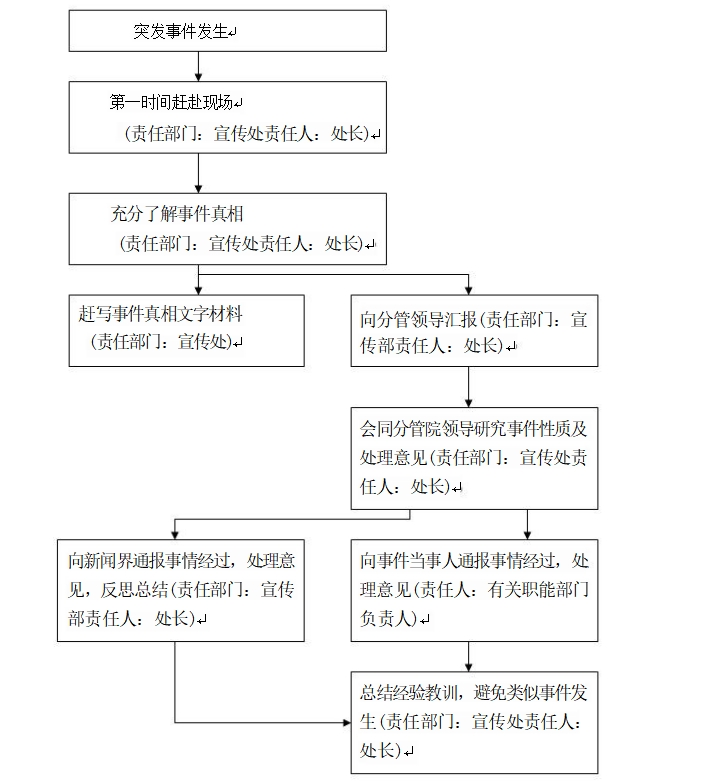 突发事件发生
第一时间赶赴现场
(责任部门：宣传处责任人：处长)
充分了解事件真相
(责任部门：宣传处责任人：处长)
赶写事件真相文字材料
(责任部门：宣传处)
向分管领导汇报(责任部门：宣
传部责任人：处长)
会同分管院领导研究事件性质及
处理意见(责任部门：宣传处责
任人：处长)
向新闻界通报事情经过，处理意
见，反思总结(责任部门：宣传
部责任人：处长)
向事件当事人通报事情经过，处
理意见(责任人：有关职能部门
负责人)
总结经验教训，避免类似事件发
生(责任部门：宣传处责任人：
处长)